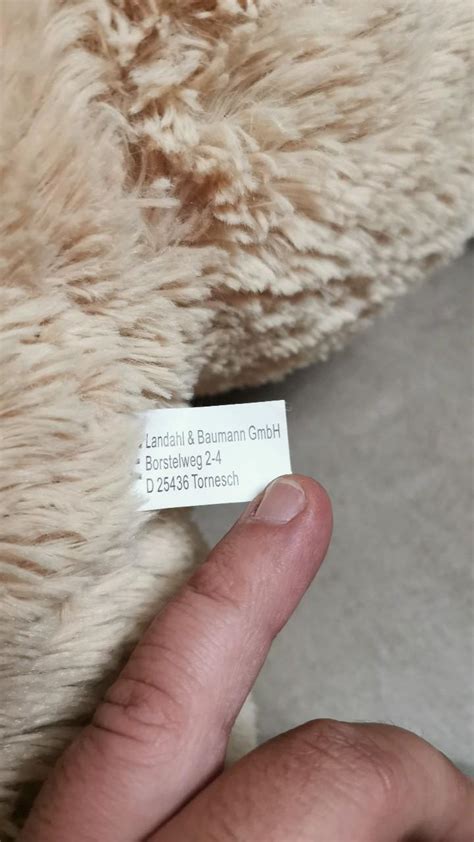 Landahl & Baumann GmbH
Borstelweg 2-4
D 25436 Tornesch